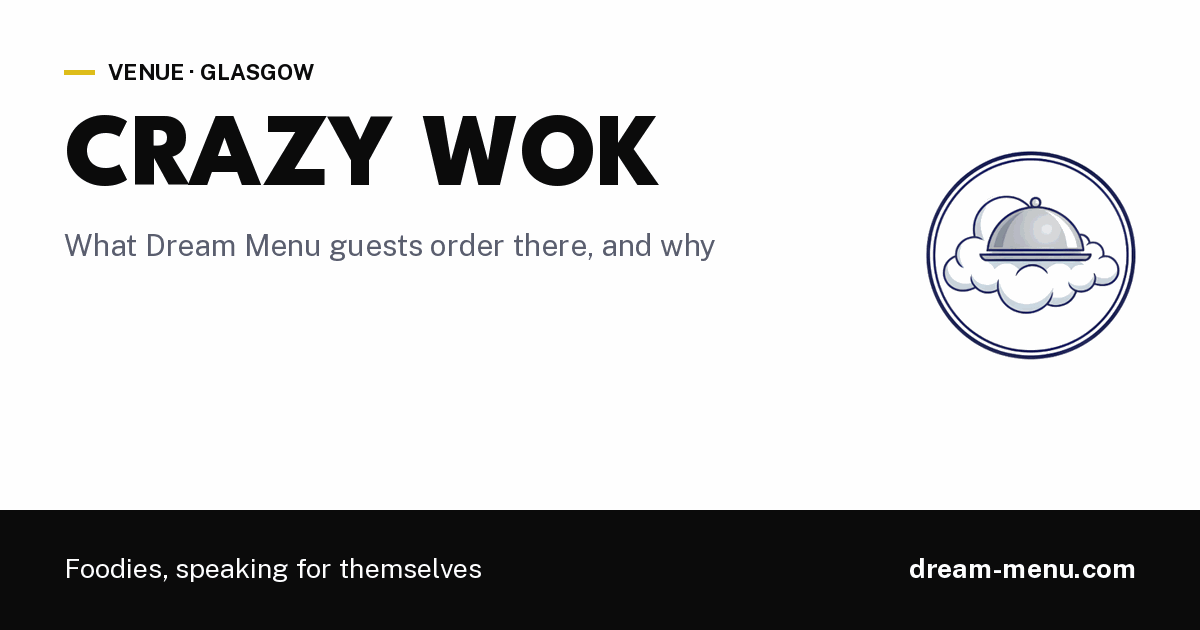 VENUE · GLASGOW
CRAZY WOK
What Dream Menu guests order there, and why
Foodies, speaking for themselves
dream-menu.com